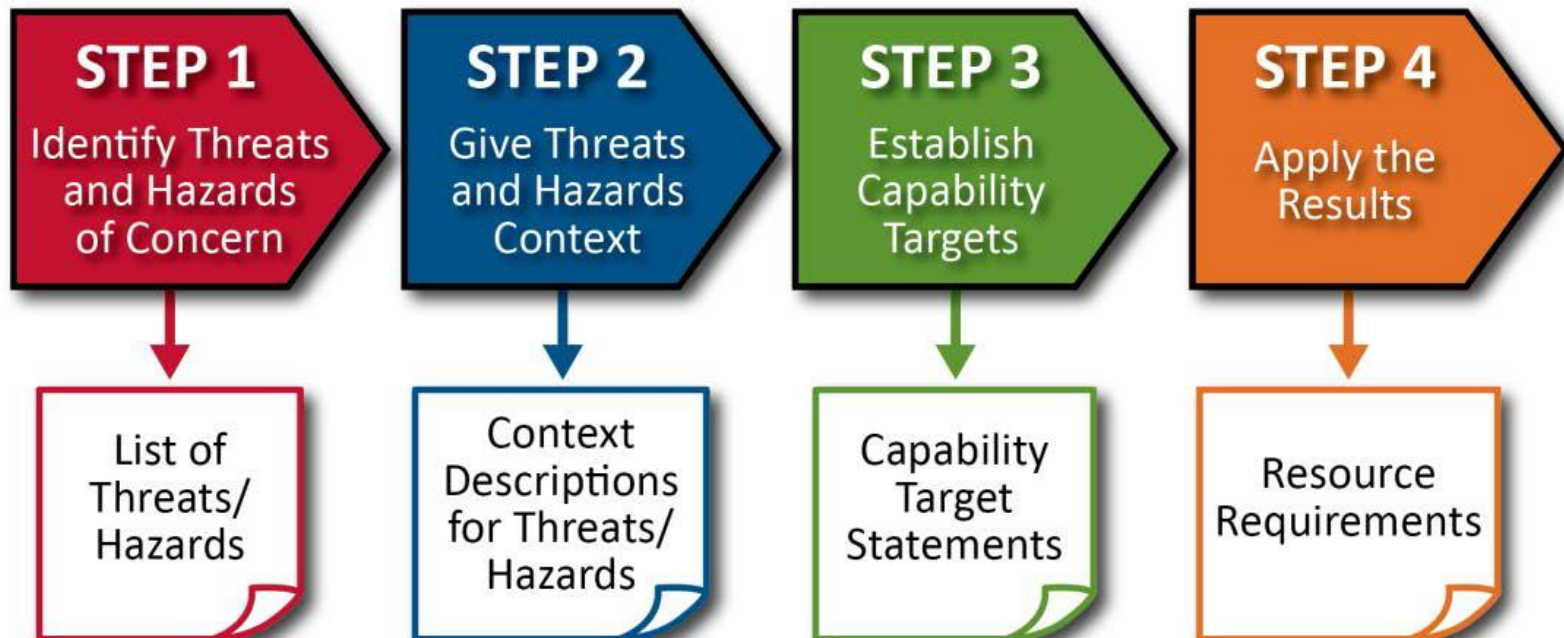 STEP 1
Identify Threats
and Hazards
of Concern
STEP 2
Give Threats
and Hazards
Context
STEP 3
Establish
Capability
Targets
STEP 4
Apply the
Results
List of
Threats/
Hazards
Context
Descriptions
for Threats/
Hazards
Capability
Target
Statements
Resource
Requirements